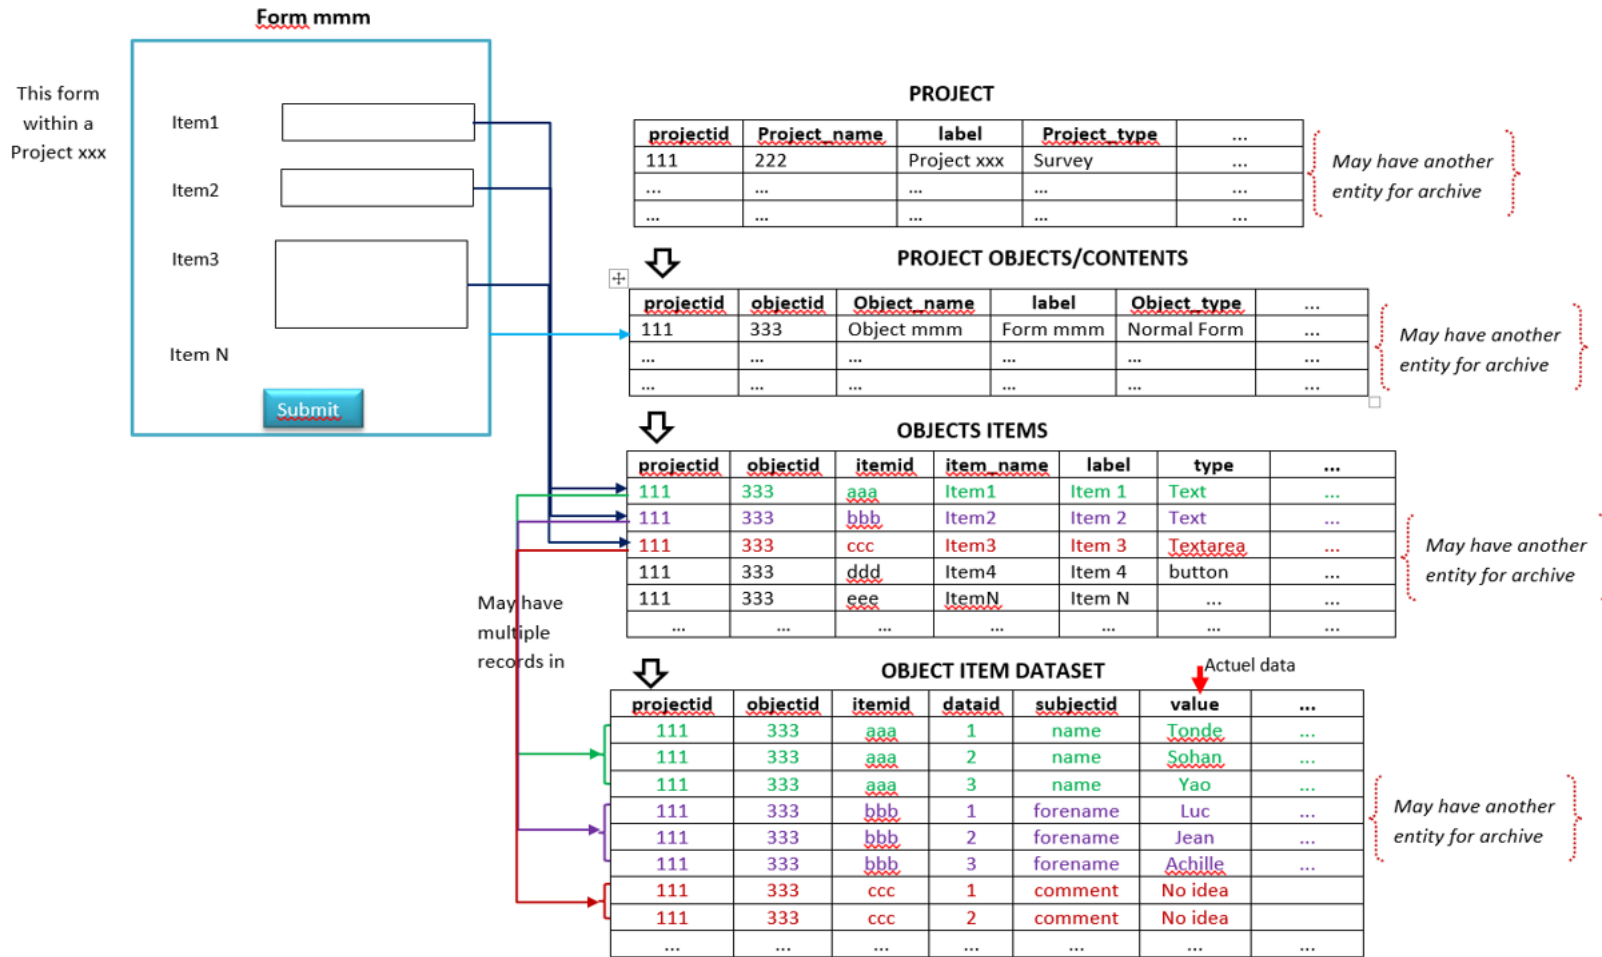 Form mmm
This form
within a
Project xxx
Item1
Item2
Item3
Item N
Submit
PROJECT
projectid Project_name label Project_type ...
111 222 Project xxx Survey ...
... ... ... ... ...
... ... ... ... ...
May have another
entity for archive
PROJECT OBJECTS/CONTENTS
projectid objectid Object_name label Object_type ...
111 333 Object mmm Form mmm Normal Form ...
... ... ... ... ... ...
... ... ... ... ... ...
May have another
entity for archive
OBJECTS ITEMS
projectid objectid itemid item_name label type ...
111 333 aaa Item1 Item 1 Text ...
111 333 bbb Item2 Item 2 Text ...
111 333 ccc Item3 Item 3 Textarea ...
111 333 ddd Item4 Item 4 button ...
111 333 eee ItemN Item N ... ...
... ... ... ... ... ... ...
May have another
entity for archive
May have
multiple
records in
OBJECT ITEM DATASET
Actuel data
projectid objectid itemid dataid subjectid value ...
111 333 aaa 1 name Tonde ...
111 333 aaa 2 name Sohan ...
111 333 aaa 3 name Yao ...
111 333 bbb 1 forename Luc ...
111 333 bbb 2 forename Jean ...
111 333 bbb 3 forename Achille ...
111 333 ccc 1 comment No idea
111 333 ccc 2 comment No idea
... ... ... ... ... ... ...
May have another
entity for archive